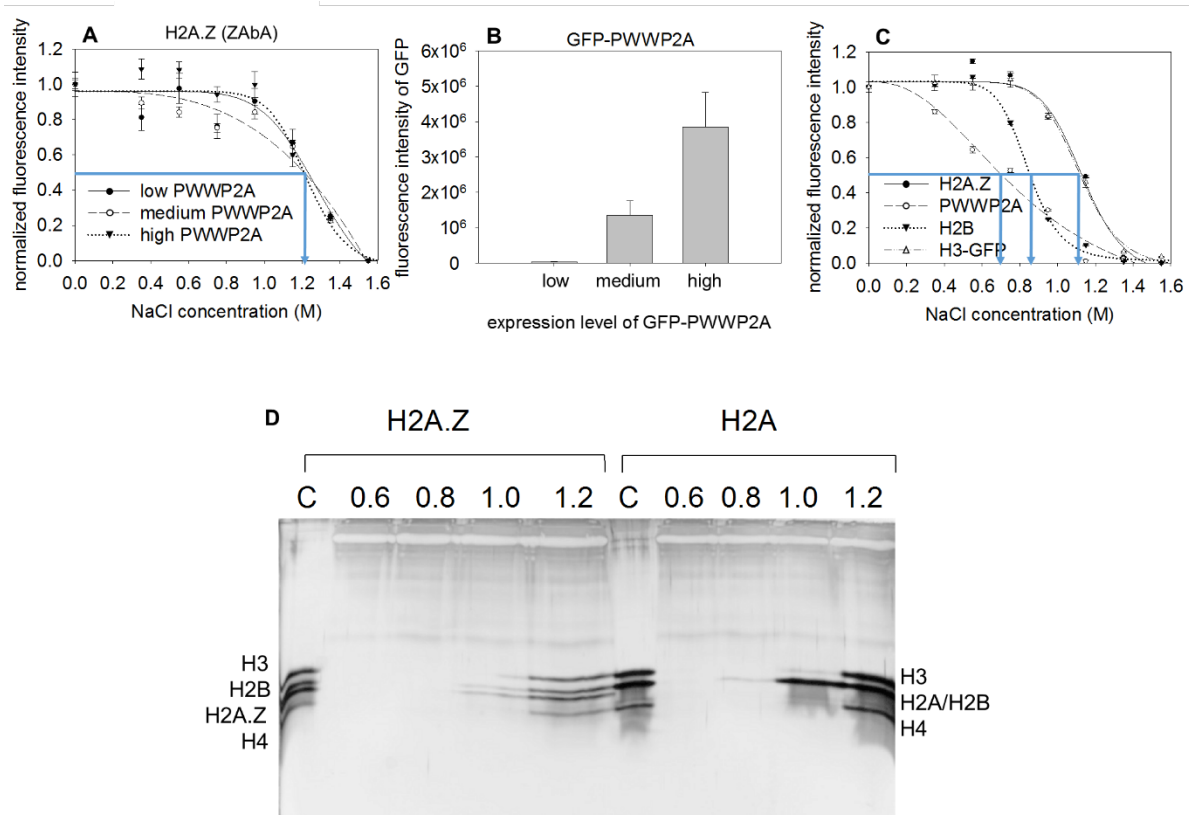 A
H2A.Z (ZAbA)
normalized fluorescence intensity
1.2
1.0
0.8
0.6
0.4
0.2
0.0
low PWWP2A
medium PWWP2A
high PWWP2A
0.0 0.2 0.4 0.6 0.8 1.0 1.2 1.4 1.6
NaCl concentration (M)
B
GFP-PWWP2A
fluorescence intensity of GFP
6x10⁶
5x10⁶
4x10⁶
3x10⁶
2x10⁶
10⁶
0
low medium high
expression level of GFP-PWWP2A
C
normalized fluorescence intensity
1.2
1.0
0.8
0.6
0.4
0.2
0.0
H2A.Z
PWWP2A
H2B
H3-GFP
0.0 0.2 0.4 0.6 0.8 1.0 1.2 1.4 1.6
NaCl concentration (M)
D
H2A.Z H2A
C 0.6 0.8 1.0 1.2 C 0.6 0.8 1.0 1.2
H3
H2B
H2A.Z
H4
H3
H2A/H2B
H4